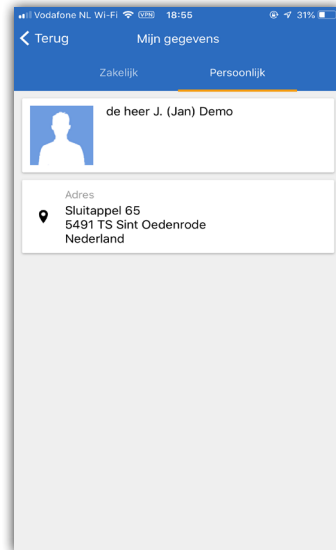 Vodafone NL Wi-Fi VPN 18:55 31%
Terug Mijn gegevens
Zakelijk Persoonlijk
de heer J. (Jan) Demo
Adres
Sluitappel 65
5491 TS Sint Oedenrode
Nederland